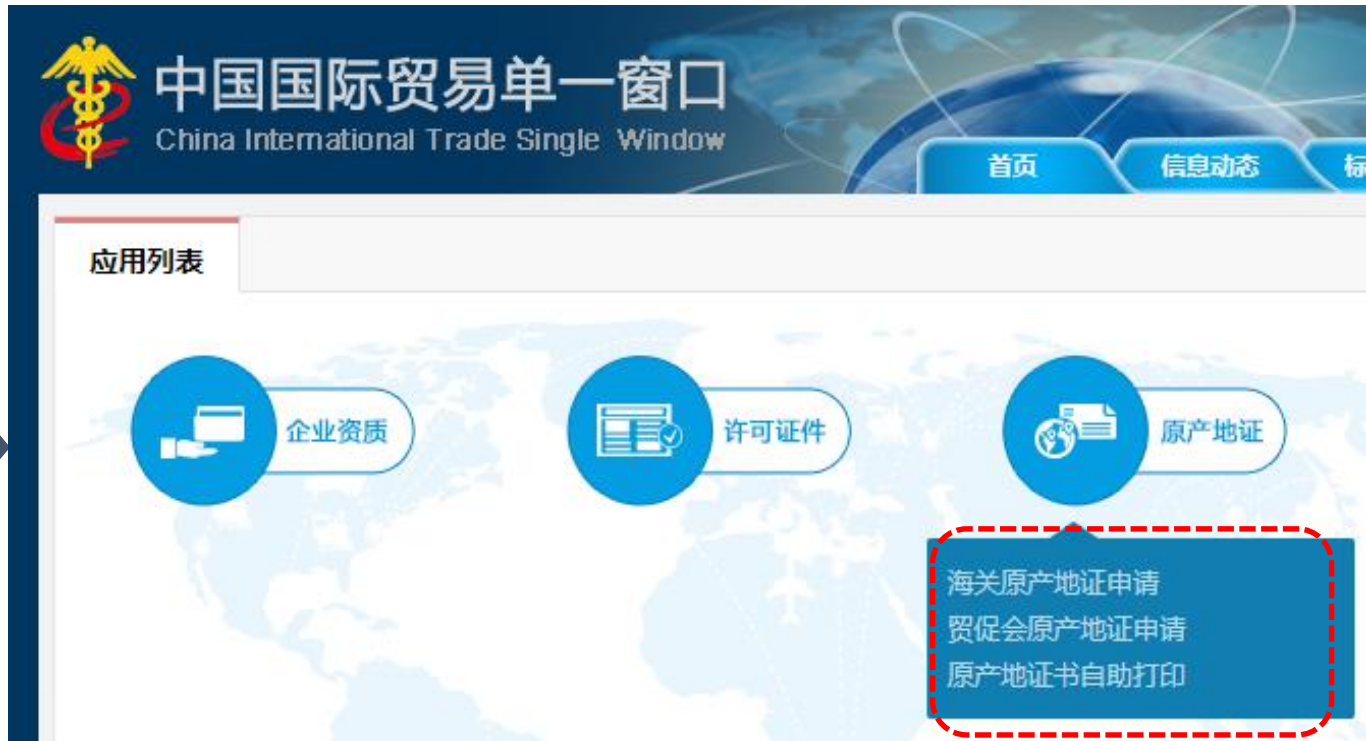 中国国际贸易单一窗口
China International Trade Single Window
首页
信息动态
标
应用列表
企业资质
许可证件
原产地证
海关原产地证申请
贸促会原产地证申请
原产地证书自助打印